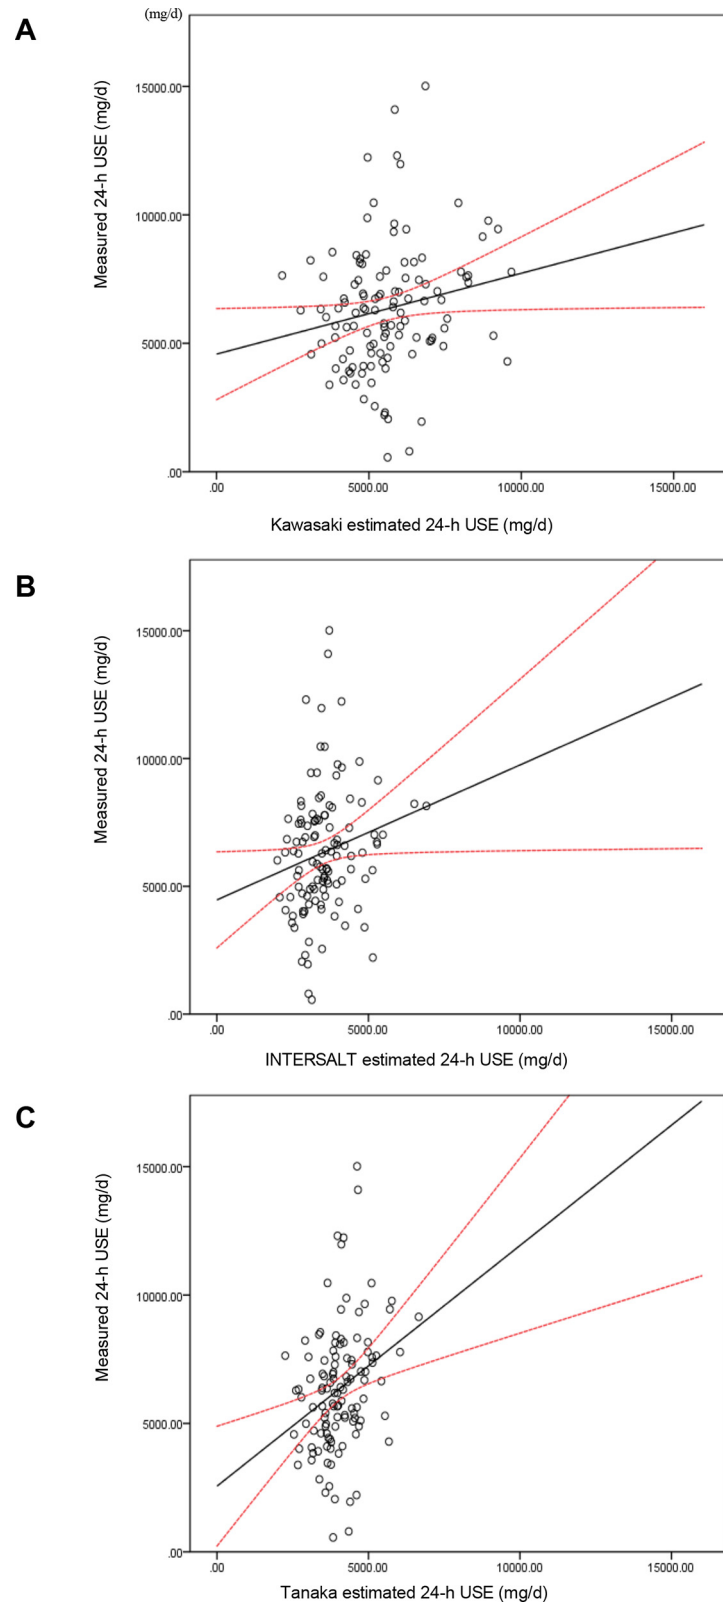 A
(mg/d)
Measured 24-h USE (mg/d)
15000.00
10000.00
5000.00
.00
.00 5000.00 10000.00 15000.00
Kawasaki estimated 24-h USE (mg/d)
B
Measured 24-h USE (mg/d)
15000.00
10000.00
5000.00
.00
.00 5000.00 10000.00 15000.00
INTERSALT estimated 24-h USE (mg/d)
C
Measured 24-h USE (mg/d)
15000.00
10000.00
5000.00
.00
.00 5000.00 10000.00 15000.00
Tanaka estimated 24-h USE (mg/d)